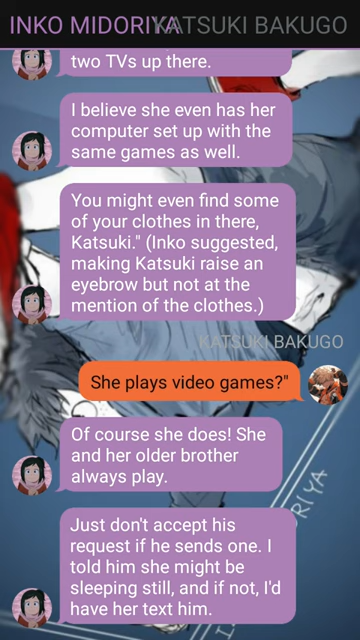 INKO MIDORIYA KATSUKI BAKUGO
two TVs up there.
I believe she even has her
computer set up with the
same games as well.
You might even find some
of your clothes in there,
Katsuki." (Inko suggested,
making Katsuki raise an
eyebrow but not at the
mention of the clothes.)
KATSUKI BAKUGO
She plays video games?"
Of course she does! She
and her older brother
always play.
Just don't accept his
request if he sends one. I
told him she might be
sleeping still, and if not, I'd
have her text him.